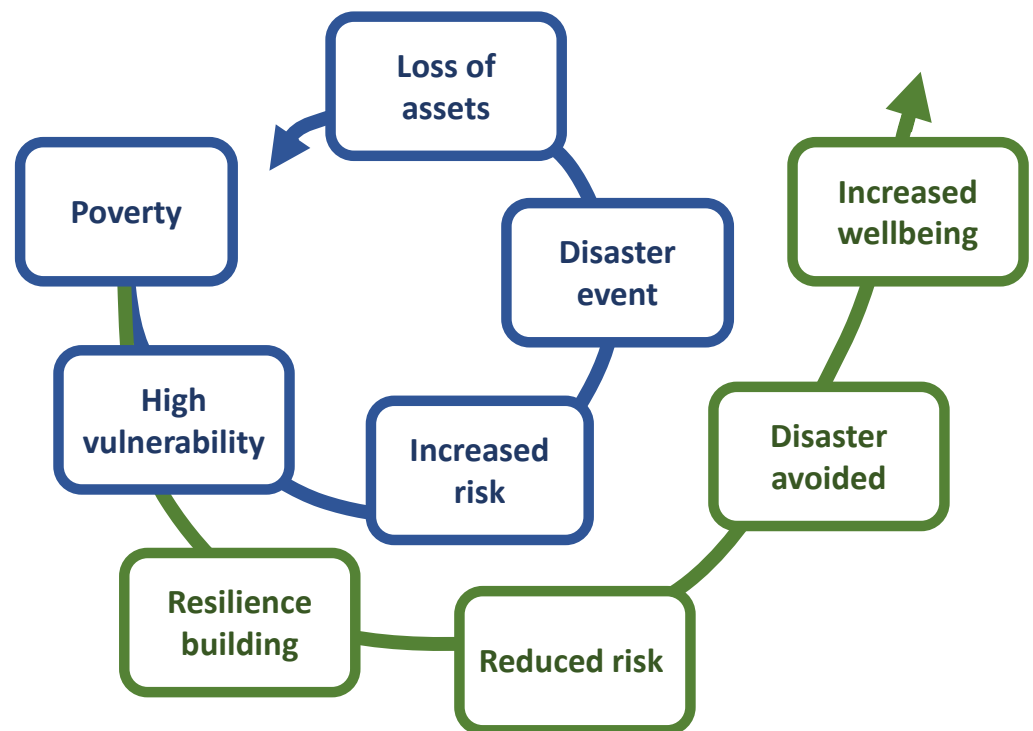 Loss of
assets
Poverty
Increased
wellbeing
Disaster
event
High
vulnerability
Increased
risk
Disaster
avoided
Resilience
building
Reduced risk